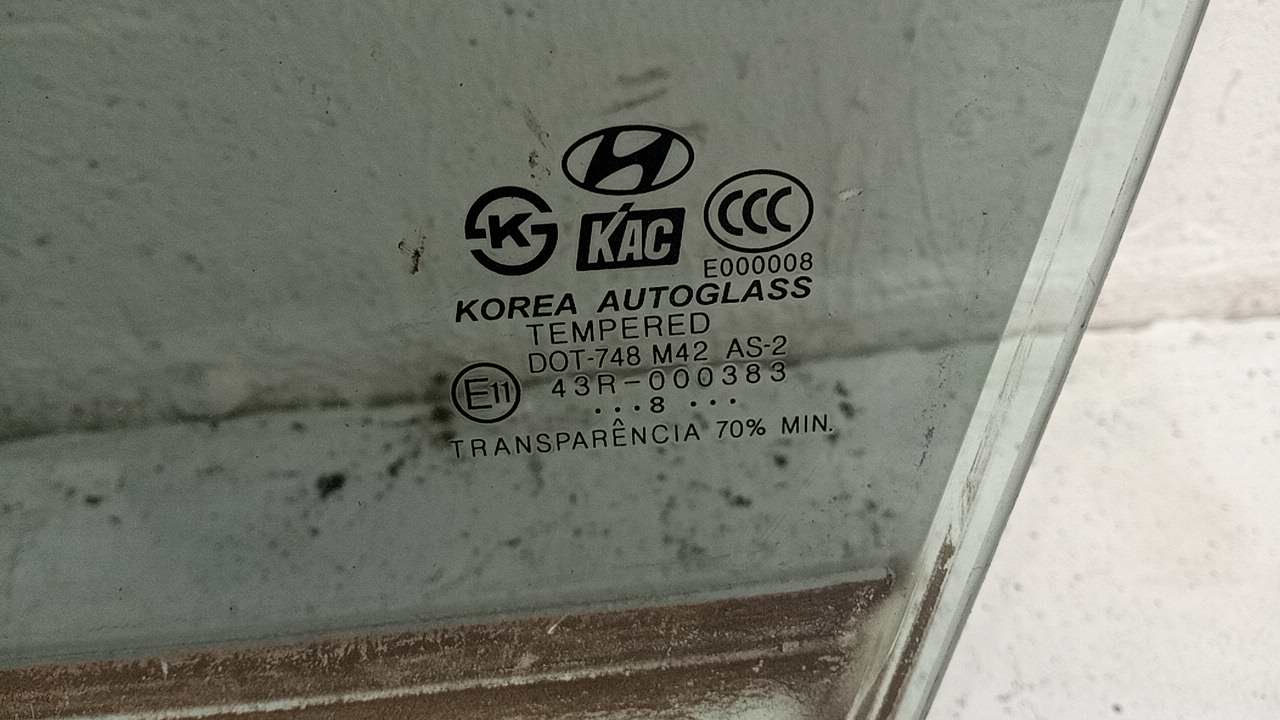 K
KAC
CCC
E000008
KOREA AUTOGLASS
TEMPERED
DOT-748 M42 AS-2
E11
43R-000383
...8 ...
TRANSPARÊNCIA 70% MIN.